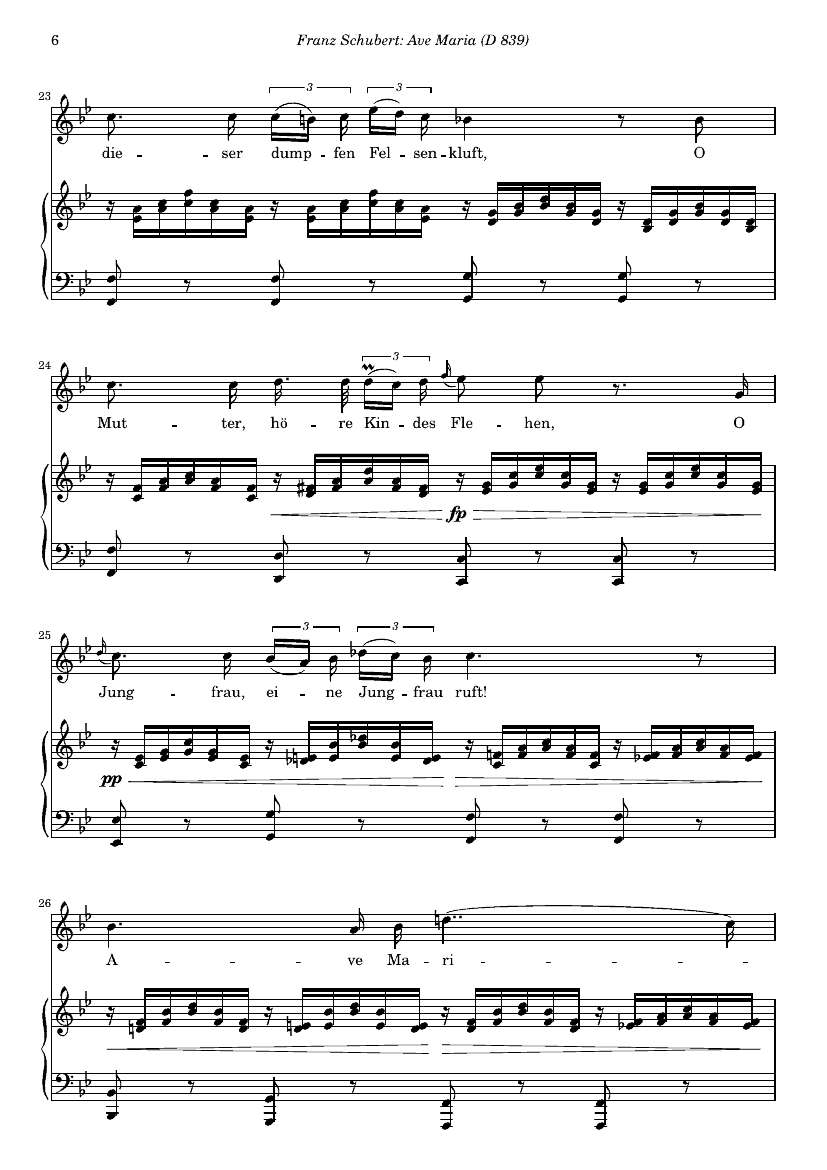 6
Franz Schubert: Ave Maria (D 839)
23
3
3
die -- ser dump -- fen Fel -- sen -- kluft, O
24
3
Mut -- ter, hö -- re Kin -- des Fle -- hen, O
fp
25
3
3
Jung -- frau, ei -- ne Jung -- frau ruft!
pp
26
A -- -- -- ve Ma -- ri -- -- -- -- --